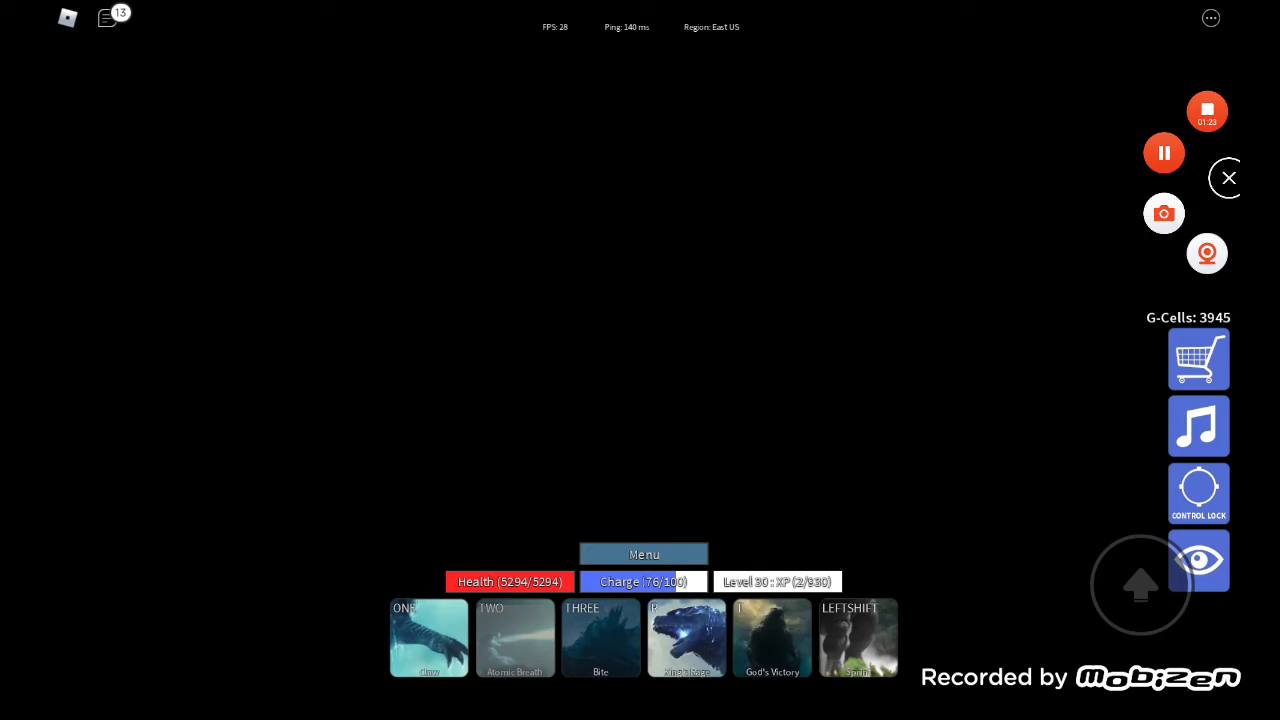 13
FPS: 28 Ping: 140 ms Region: East US
01:23
G-Cells: 3945
CONTROL LOCK
Menu
Health (5294/5294) Charge (76/100) Level 30 : XP (2/930)
ONE TWO THREE R T LEFTSHIFT
Claw Atomic Breath Bite King's Rage God's Victory Sprint
Recorded by Mobizen